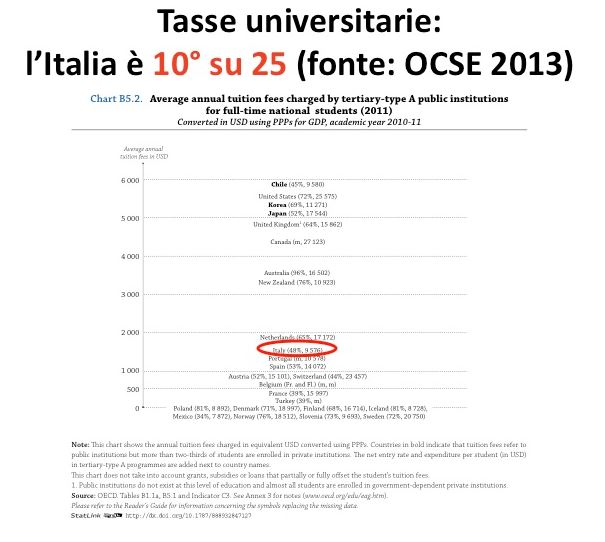 Tasse universitarie:
l’Italia è 10° su 25 (fonte: OCSE 2013)
Chart B5.2. Average annual tuition fees charged by tertiary-type A public institutions
for full-time national students (2011)
Converted in USD using PPPs for GDP, academic year 2010-11
Average annual
tuition fees in USD
6 000
Chile (45%, 9 580)
United States (72%, 25 575)
Korea (69%, 11 271)
Japan (52%, 17 544)
5 000
United Kingdom¹ (64%, 15 862)
Canada (m, 27 123)
4 000
Australia (96%, 16 502)
New Zealand (76%, 10 923)
3 000
2 000
Netherlands (65%, 17 172)
Italy (48%, 9 576)
Portugal (m, 10 578)
Spain (53%, 14 072)
1 000
Austria (52%, 15 101), Switzerland (44%, 23 457)
Belgium (Fr. and Fl.) (m, m)
500
France (39%, 15 997)
Turkey (39%, m)
0
Poland (81%, 8 892), Denmark (71%, 18 997), Finland (68%, 16 714), Iceland (81%, 8 728),
Mexico (34%, 7 872), Norway (76%, 18 512), Slovenia (73%, 9 693), Sweden (72%, 20 750)
Note: This chart shows the annual tuition fees charged in equivalent USD converted using PPPs. Countries in bold indicate that tuition fees refer to
public institutions but more than two-thirds of students are enrolled in private institutions. The net entry rate and expenditure per student (in USD)
in tertiary-type A programmes are added next to country names.
This chart does not take into account grants, subsidies or loans that partially or fully offset the student's tuition fees.
1. Public institutions do not exist at this level of education and almost all students are enrolled in government-dependent private institutions.
Source: OECD. Tables B1.1a, B5.1 and Indicator C3. See Annex 3 for notes (www.oecd.org/edu/eag.htm).
Please refer to the Reader's Guide for information concerning the symbols replacing the missing data.
StatLink http://dx.doi.org/10.1787/888932847127